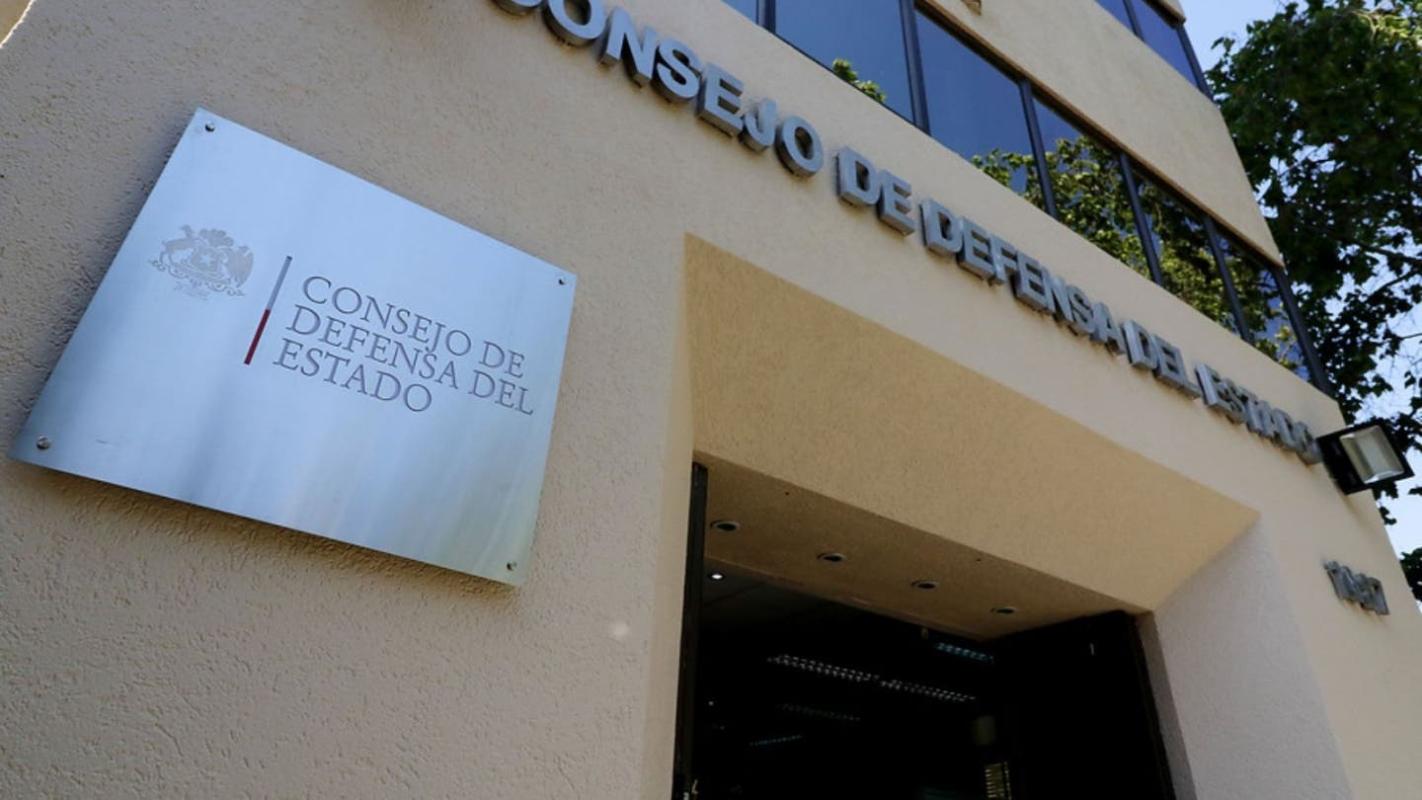 CONSEJO DE DEFENSA DEL ESTADO
CONSEJO DE
DEFENSA DEL
ESTADO